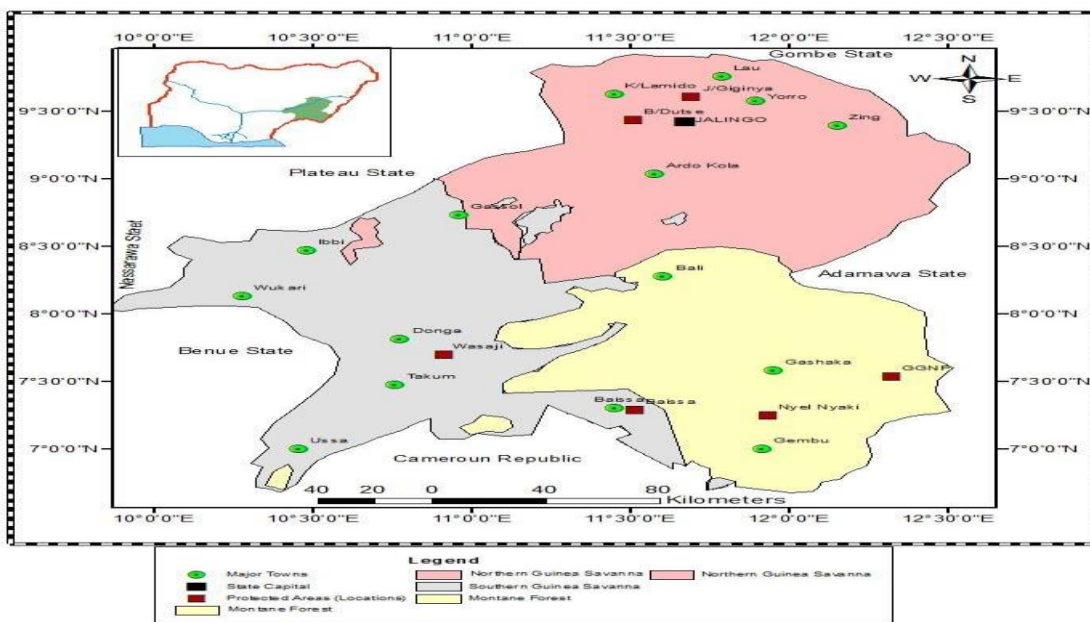 10°0'0"E 10°30'0"E 11°0'0"E 11°30'0"E 12°0'0"E 12°30'0"E
Gombe State
N
W E
S
Lau
K/Lamido J/Giginya
Yorro
9°30'0"N 9°30'0"N
B/Dutse
JALINGO
Zing
Ardo Kola
Plateau State
9°0'0"N 9°0'0"N
Gassol
Nassarawa Staet
8°30'0"N 8°30'0"N
Ibbi
Bali
Adamawa State
Wukari
8°0'0"N 8°0'0"N
Donga
Benue State
Wasaji
Gashaka
GGNP
7°30'0"N 7°30'0"N
Takum
Baissa Baissa
Nyel Nyaki
7°0'0"N 7°0'0"N
Ussa
Gembu
Cameroun Republic
40 20 0 40 80
Kilometers
10°0'0"E 10°30'0"E 11°0'0"E 11°30'0"E 12°0'0"E 12°30'0"E
Legend
Major Towns
State Capital
Protected Areas (Locations)
Montane Forest
Northern Guinea Savanna
Southern Guinea Savanna
Montane Forest
Northern Guinea Savanna